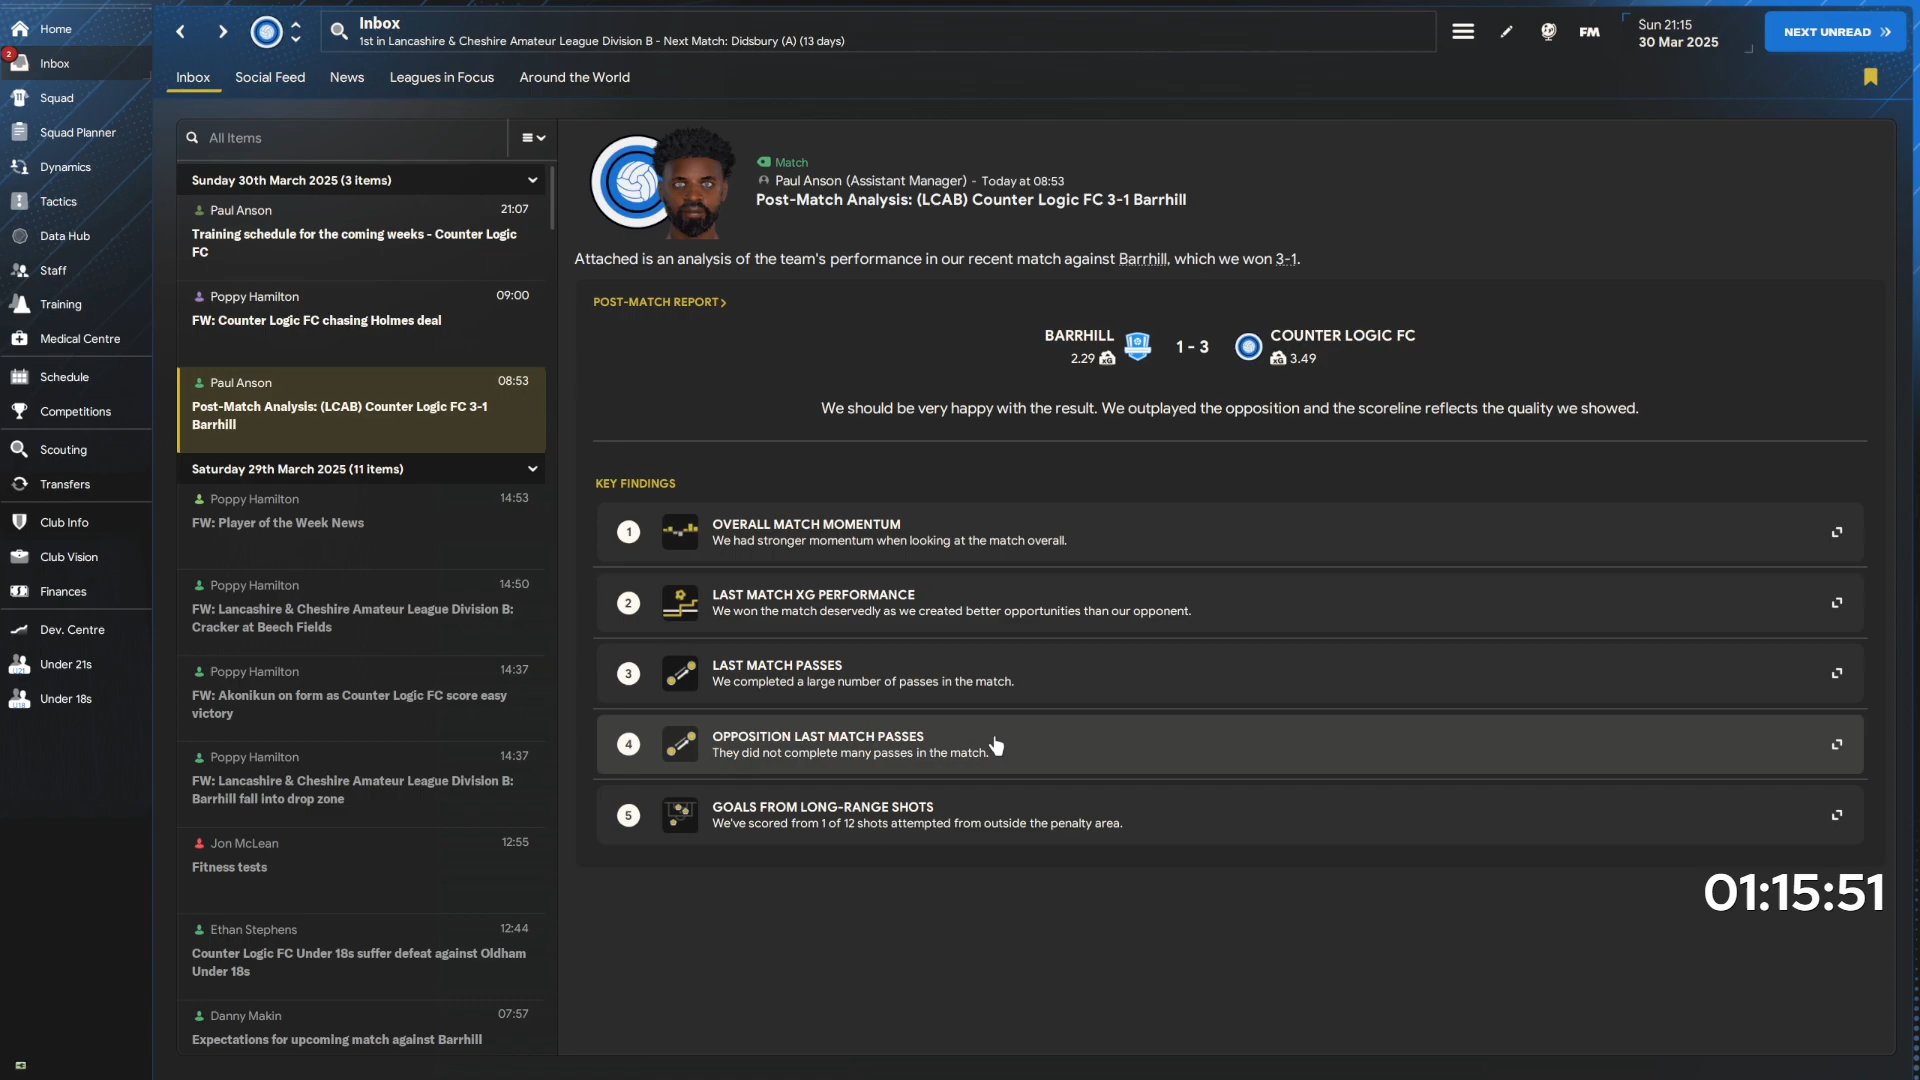 Home
2
Inbox
Squad
Squad Planner
Dynamics
Tactics
Data Hub
Staff
Training
Medical Centre
Schedule
Competitions
Scouting
Transfers
Club Info
Club Vision
Finances
Dev. Centre
Under 21s
Under 18s
Inbox
1st in Lancashire & Cheshire Amateur League Division B - Next Match: Didsbury (A) (13 days)
FM
Sun 21:15
30 Mar 2025
NEXT UNREAD
Inbox
Social Feed
News
Leagues in Focus
Around the World
All Items
Sunday 30th March 2025 (3 items)
Paul Anson 21:07
Training schedule for the coming weeks - Counter Logic
FC
Poppy Hamilton 09:00
FW: Counter Logic FC chasing Holmes deal
Paul Anson 08:53
Post-Match Analysis: (LCAB) Counter Logic FC 3-1
Barrhill
Saturday 29th March 2025 (11 items)
Poppy Hamilton 14:53
FW: Player of the Week News
Poppy Hamilton 14:50
FW: Lancashire & Cheshire Amateur League Division B:
Cracker at Beech Fields
Poppy Hamilton 14:37
FW: Akonikun on form as Counter Logic FC score easy
victory
Poppy Hamilton 14:37
FW: Lancashire & Cheshire Amateur League Division B:
Barrhill fall into drop zone
Jon McLean 12:55
Fitness tests
Ethan Stephens 12:44
Counter Logic FC Under 18s suffer defeat against Oldham
Under 18s
Danny Makin 07:57
Expectations for upcoming match against Barrhill
Match
Paul Anson (Assistant Manager) - Today at 08:53
Post-Match Analysis: (LCAB) Counter Logic FC 3-1 Barrhill
Attached is an analysis of the team's performance in our recent match against Barrhill, which we won 3-1.
POST-MATCH REPORT
BARRHILL
2.29 xG
1 - 3
COUNTER LOGIC FC
xG 3.49
We should be very happy with the result. We outplayed the opposition and the scoreline reflects the quality we showed.
KEY FINDINGS
1
OVERALL MATCH MOMENTUM
We had stronger momentum when looking at the match overall.
2
LAST MATCH XG PERFORMANCE
We won the match deservedly as we created better opportunities than our opponent.
3
LAST MATCH PASSES
We completed a large number of passes in the match.
4
OPPOSITION LAST MATCH PASSES
They did not complete many passes in the match.
5
GOALS FROM LONG-RANGE SHOTS
We've scored from 1 of 12 shots attempted from outside the penalty area.
01:15:51